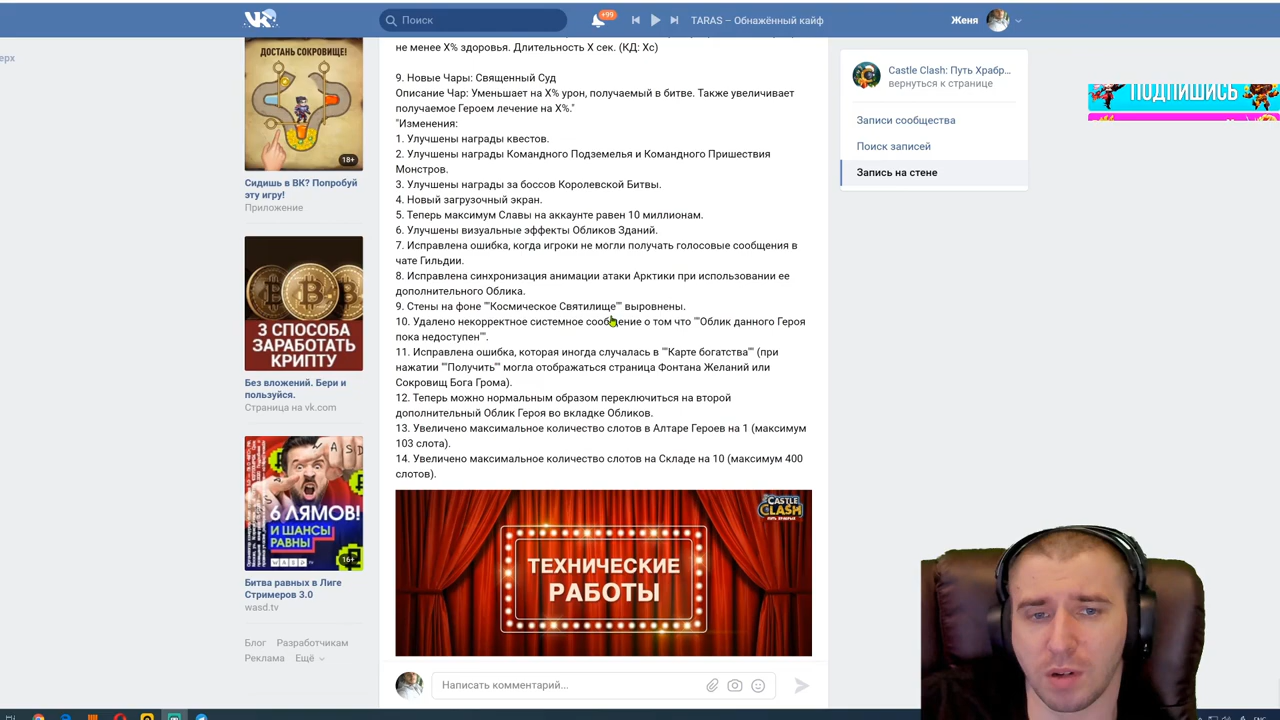 Поиск
+99
TARAS – Обнажённый кайф
Женя
ерх
ДОСТАНЬ СОКРОВИЩЕ!
18+
Сидишь в ВК? Попробуй
эту игру!
Приложение
3 СПОСОБА
ЗАРАБОТАТЬ
КРИПТУ
Без вложений. Бери и
пользуйся.
Страница на vk.com
6 ЛЯМОВ!
И ШАНСЫ
РАВНЫ
WASD
16+
Битва равных в Лиге
Стримеров 3.0
wasd.tv
Блог Разработчикам
Реклама Ещё
не менее X% здоровья. Длительность X сек. (КД: Xс)
9. Новые Чары: Священный Суд
Описание Чар: Уменьшает на X% урон, получаемый в битве. Также увеличивает
получаемое Героем лечение на X%."
"Изменения:
1. Улучшены награды квестов.
2. Улучшены награды Командного Подземелья и Командного Пришествия
Монстров.
3. Улучшены награды за боссов Королевской Битвы.
4. Новый загрузочный экран.
5. Теперь максимум Славы на аккаунте равен 10 миллионам.
6. Улучшены визуальные эффекты Обликов Зданий.
7. Исправлена ошибка, когда игроки не могли получать голосовые сообщения в
чате Гильдии.
8. Исправлена синхронизация анимации атаки Арктики при использовании ее
дополнительного Облика.
9. Стены на фоне ""Космическое Святилище"" выровнены.
10. Удалено некорректное системное сообщение о том что ""Облик данного Героя
пока недоступен"".
11. Исправлена ошибка, которая иногда случалась в ""Карте богатства"" (при
нажатии ""Получить"" могла отображаться страница Фонтана Желаний или
Сокровищ Бога Грома).
12. Теперь можно нормальным образом переключиться на второй
дополнительный Облик Героя во вкладке Обликов.
13. Увеличено максимальное количество слотов в Алтаре Героев на 1 (максимум
103 слота).
14. Увеличено максимальное количество слотов на Складе на 10 (максимум 400
слотов).
CASTLE
CLASH
ПУТЬ ХРАБРЫХ
ТЕХНИЧЕСКИЕ
РАБОТЫ
Написать комментарий...
Castle Clash: Путь Храбр...
вернуться к странице
Записи сообщества
Поиск записей
Запись на стене
ПОДПИШИСЬ